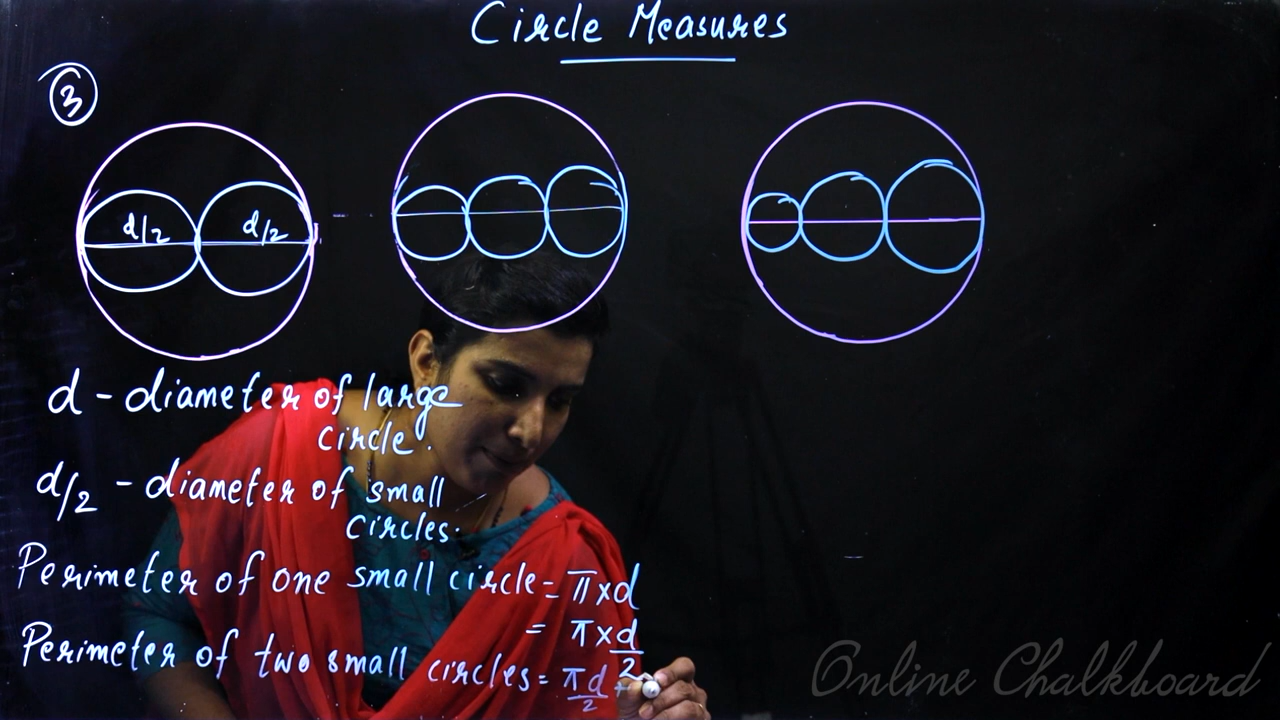 Circle Measures
3
d/2 d/2
d - diameter of large
circle.
d/2 - diameter of small
circles.
Perimeter of one small circle = π×d
= π×d/2
Perimeter of two small circles = πd/2 +
Online Chalkboard